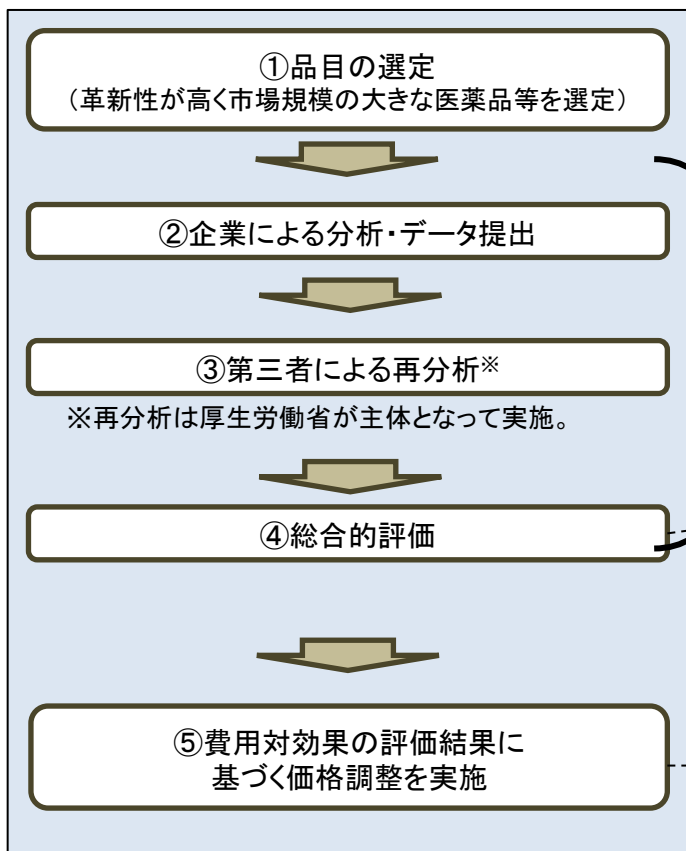 ①品目の選定
（革新性が高く市場規模の大きな医薬品等を選定）
②企業による分析・データ提出
③第三者による再分析※
※再分析は厚生労働省が主体となって実施。
④総合的評価
⑤費用対効果の評価結果に
基づく価格調整を実施